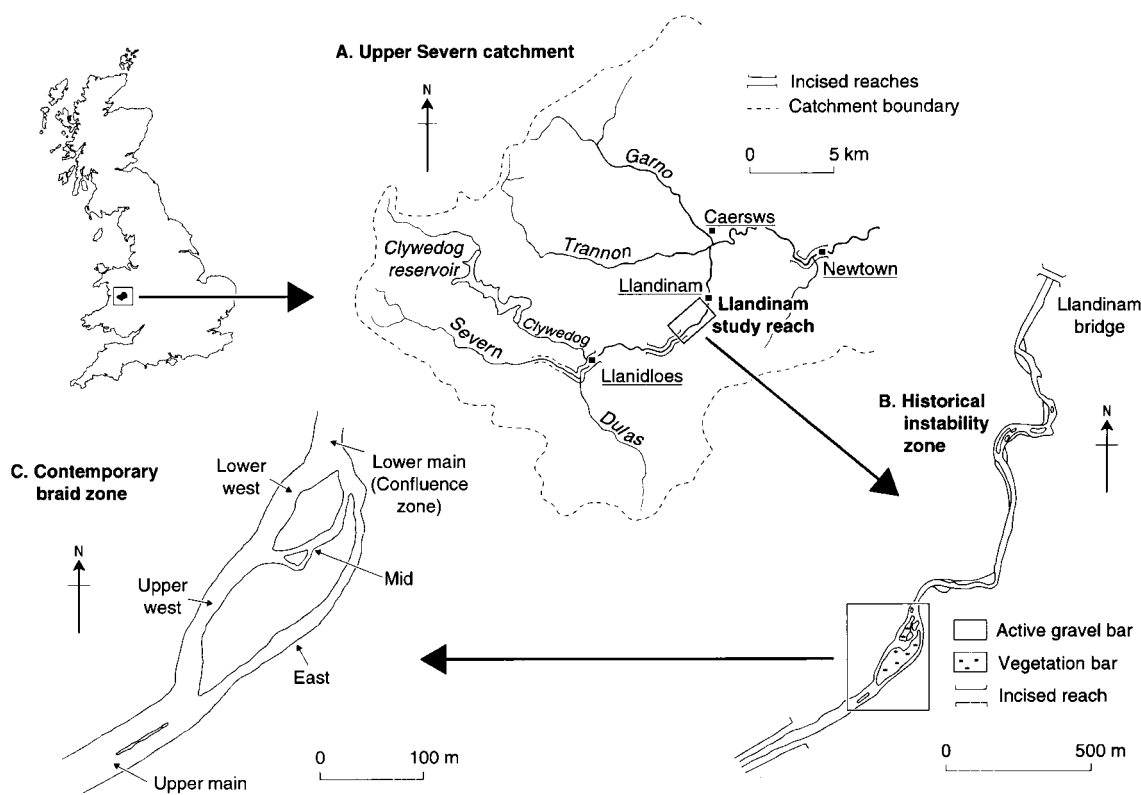 A. Upper Severn catchment
N
Incised reaches
Catchment boundary
0 5 km
Garno
Caersws
Trannon
Newtown
Clywedog
reservoir
Llandinam
Llandinam
study reach
Clywedog
Severn
Llanidloes
Dulas
Llandinam
bridge
B. Historical
instability
zone
N
Active gravel bar
Vegetation bar
Incised reach
0 500 m
C. Contemporary
braid zone
N
Lower
west
Lower main
(Confluence
zone)
Mid
Upper
west
East
Upper main
0 100 m